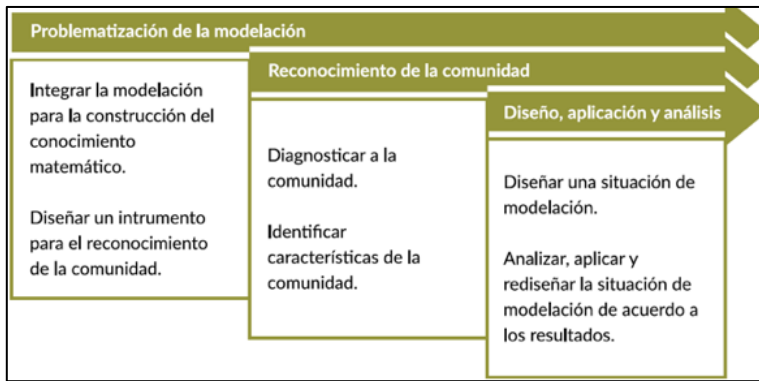 Problematización de la modelación
Integrar la modelación
para la construcción del
conocimiento
matemático.
Diseñar un intrumento
para el reconocimiento
de la comunidad.
Reconocimiento de la comunidad
Diagnosticar a la
comunidad.
Identificar
características de la
comunidad.
Diseño, aplicación y análisis
Diseñar una situación de
modelación.
Analizar, aplicar y
rediseñar la situación de
modelación de acuerdo a
los resultados.